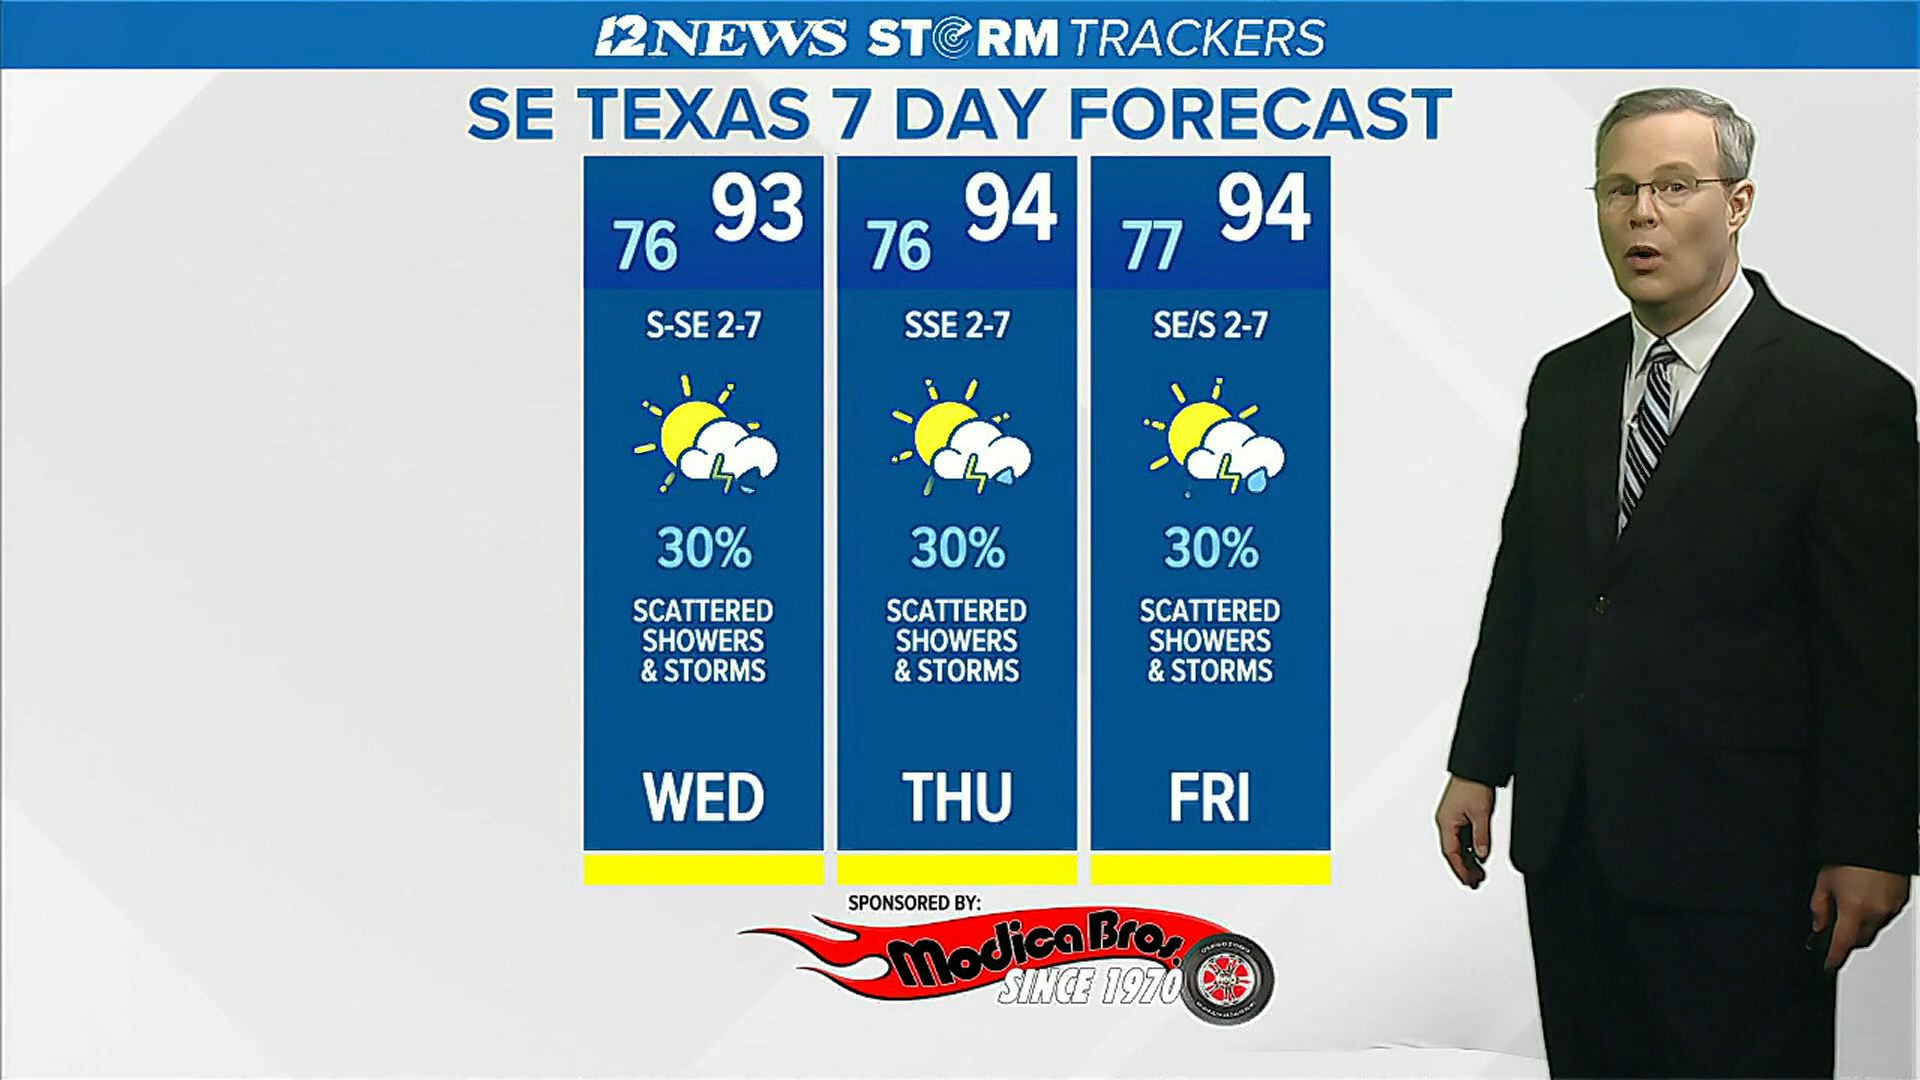 12NEWS STORM TRACKERS
SE TEXAS 7 DAY FORECAST
76 93
S-SE 2-7
30%
SCATTERED
SHOWERS
& STORMS
WED
76 94
SSE 2-7
30%
SCATTERED
SHOWERS
& STORMS
THU
77 94
SE/S 2-7
30%
SCATTERED
SHOWERS
& STORMS
FRI
SPONSORED BY:
Modica Bros.
SINCE 1970